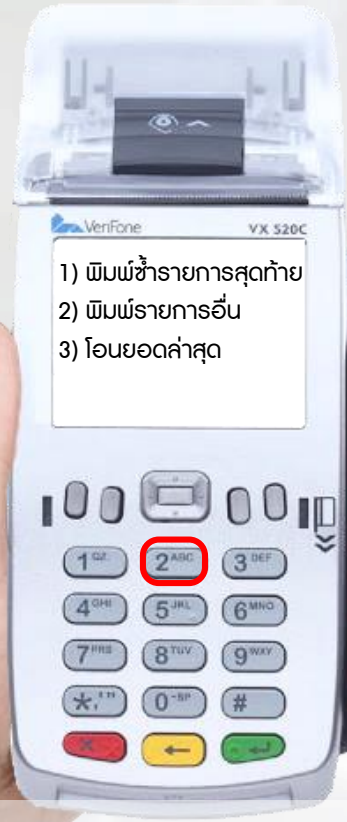 VeriFone VX 520C
1) พิมพ์ซ้ำรายการสุดท้าย
2) พิมพ์รายการอื่น
3) โอนยอดล่าสุด
1 QZ. 2 ABC 3 DEF
4 GHI 5 JKL 6 MNO
7 PRS 8 TUV 9 WXY
*,'" 0 -SP #